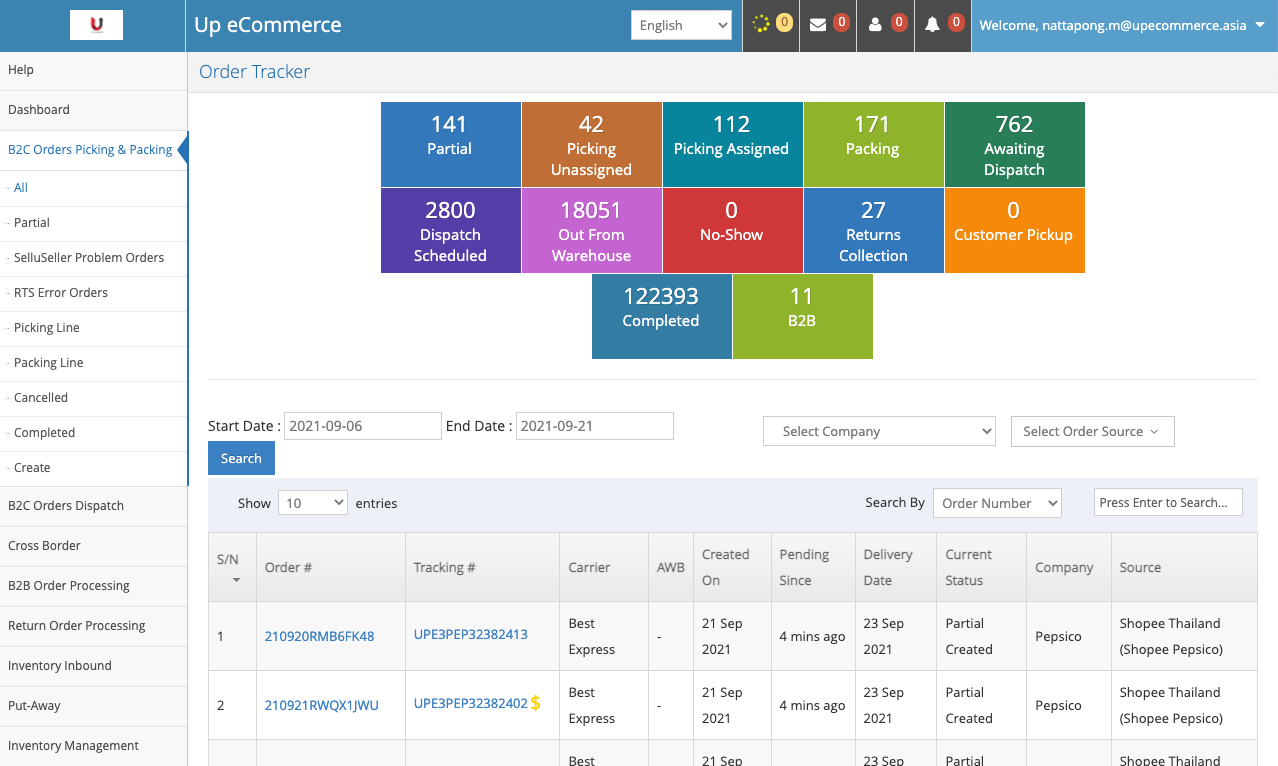 U
Up eCommerce
English
0
0
0
0
Welcome, nattapong.m@upecommerce.asia
Help
Dashboard
B2C Orders Picking & Packing
All
Partial
SelluSeller Problem Orders
RTS Error Orders
Picking Line
Packing Line
Cancelled
Completed
Create
B2C Orders Dispatch
Cross Border
B2B Order Processing
Return Order Processing
Inventory Inbound
Put-Away
Inventory Management
Order Tracker
141
Partial
42
Picking
Unassigned
112
Picking Assigned
171
Packing
762
Awaiting
Dispatch
2800
Dispatch
Scheduled
18051
Out From
Warehouse
0
No-Show
27
Returns
Collection
0
Customer Pickup
122393
Completed
11
B2B
Start Date : 2021-09-06 End Date : 2021-09-21
Select Company
Select Order Source
Search
Show 10 entries
Search By Order Number
Press Enter to Search...
S/N
Order #
Tracking #
Carrier
AWB
Created
On
Pending
Since
Delivery
Date
Current
Status
Company
Source
1
210920RMB6FK48
UPE3PEP32382413
Best
Express
-
21 Sep
2021
4 mins ago
23 Sep
2021
Partial
Created
Pepsico
Shopee Thailand
(Shopee Pepsico)
2
210921RWQX1JWU
UPE3PEP32382402 $
Best
Express
-
21 Sep
2021
4 mins ago
23 Sep
2021
Partial
Created
Pepsico
Shopee Thailand
(Shopee Pepsico)
Best
21 Sep
23 Sep
Partial
Shopee Thailand